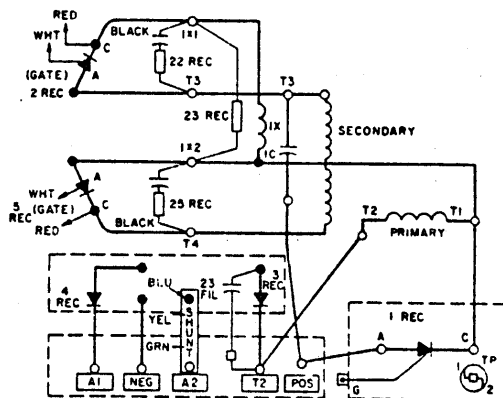 RED
WHT
BLACK
1X1
C
(GATE)
A
22 REC
2 REC
T3
T3
23 REC
1X
SECONDARY
1X2
1C
A
WHT
(GATE)
5 REC
C
RED
BLACK
25 REC
T4
T2
T1
PRIMARY
4 REC
BLU
23 FIL
3 REC
YEL
SHUNT
GRN
1 REC
A
C
A1
NEG
A2
T2
POS
G
TP
1
2